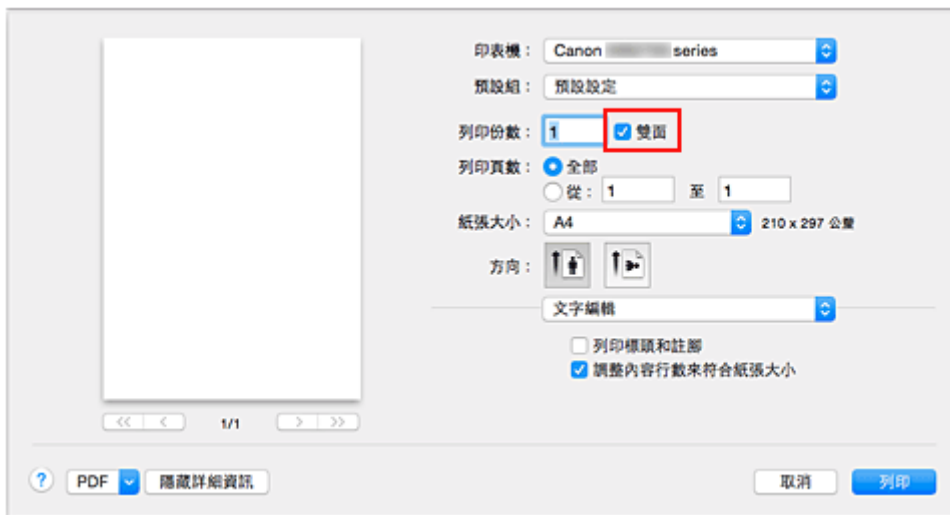 印表機： Canon series
預設組： 預設設定
列印份數： 1 雙面
列印頁數： 全部
從： 1 至 1
紙張大小： A4 210 x 297 公釐
方向：
文字編輯
列印標頭和註腳
調整內容行數來符合紙張大小
<< < 1/1 > >>
? PDF 隱藏詳細資訊 取消 列印